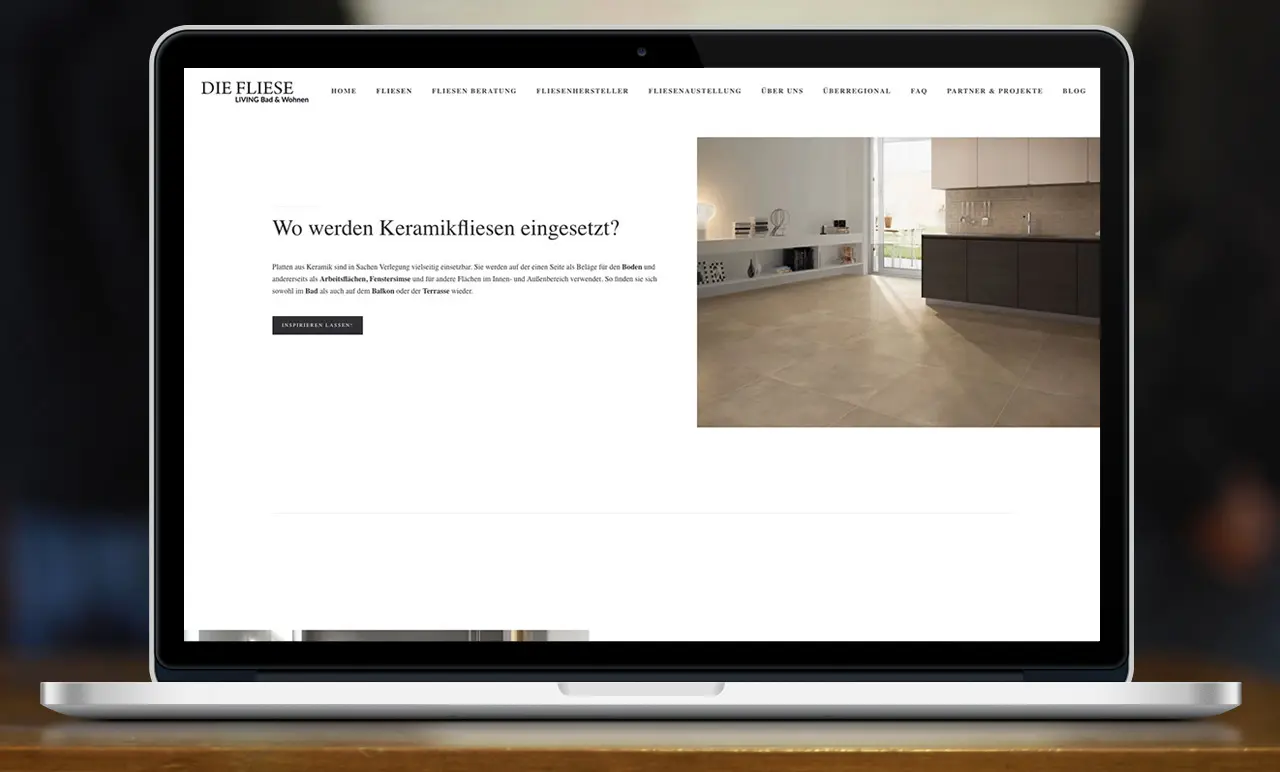 DIE FLIESE
LIVING Bad & Wohnen
HOME FLIESEN FLIESEN BERATUNG FLIESENHERSTELLER FLIESENAUSTELLUNG ÜBER UNS ÜBERREGIONAL FAQ PARTNER & PROJEKTE BLOG
Wo werden Keramikfliesen eingesetzt?
Platten aus Keramik sind in Sachen Verlegung vielseitig einsetzbar. Sie werden auf der einen Seite als Beläge für den Boden und
andererseits als Arbeitsflächen, Fenstersimse und für andere Flächen im Innen- und Außenbereich verwendet. So finden sie sich
sowohl im Bad als auch auf dem Balkon oder der Terrasse wieder.
INSPIRIEREN LASSEN!